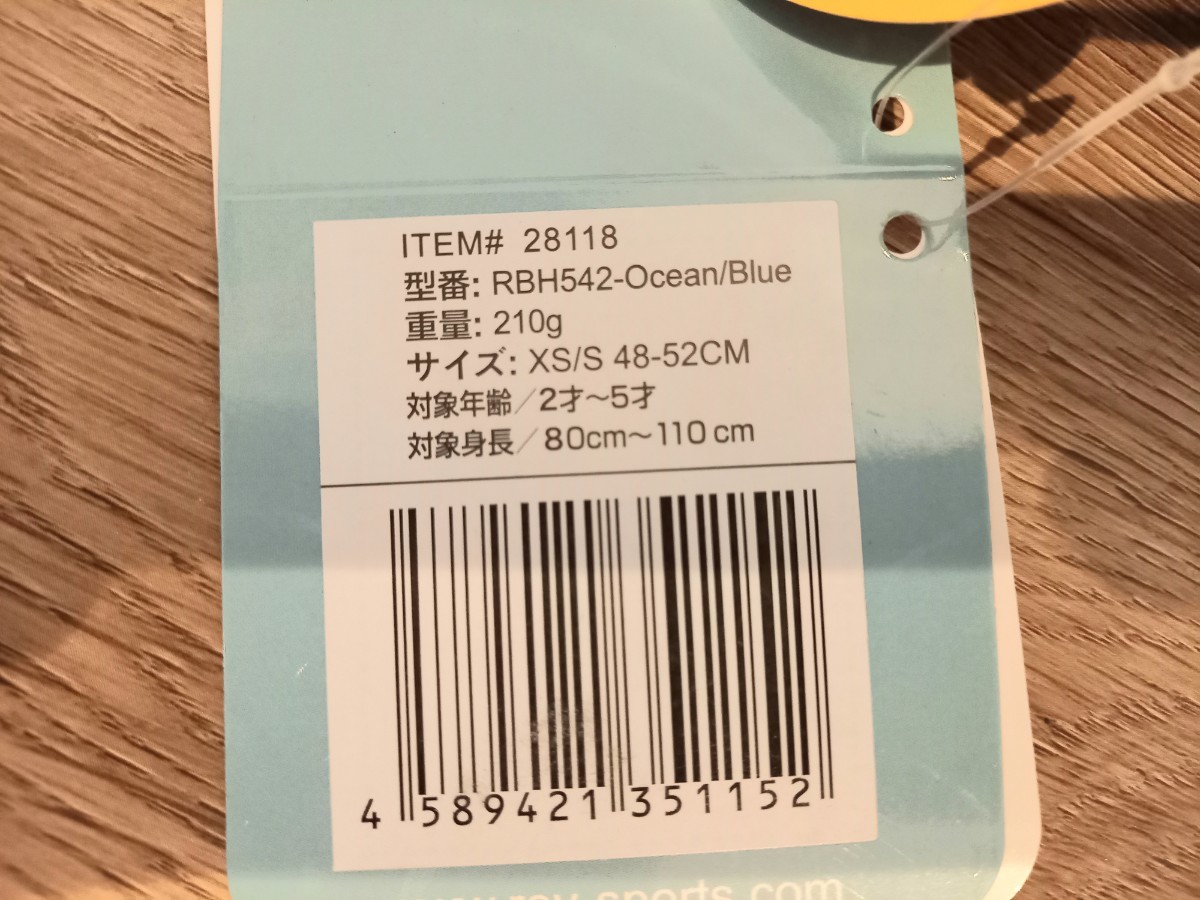 ITEM# 28118
型番: RBH542-Ocean/Blue
重量: 210g
サイズ: XS/S 48-52CM
対象年齢/2才～5才
対象身長/80cm～110cm
4 589421 351152